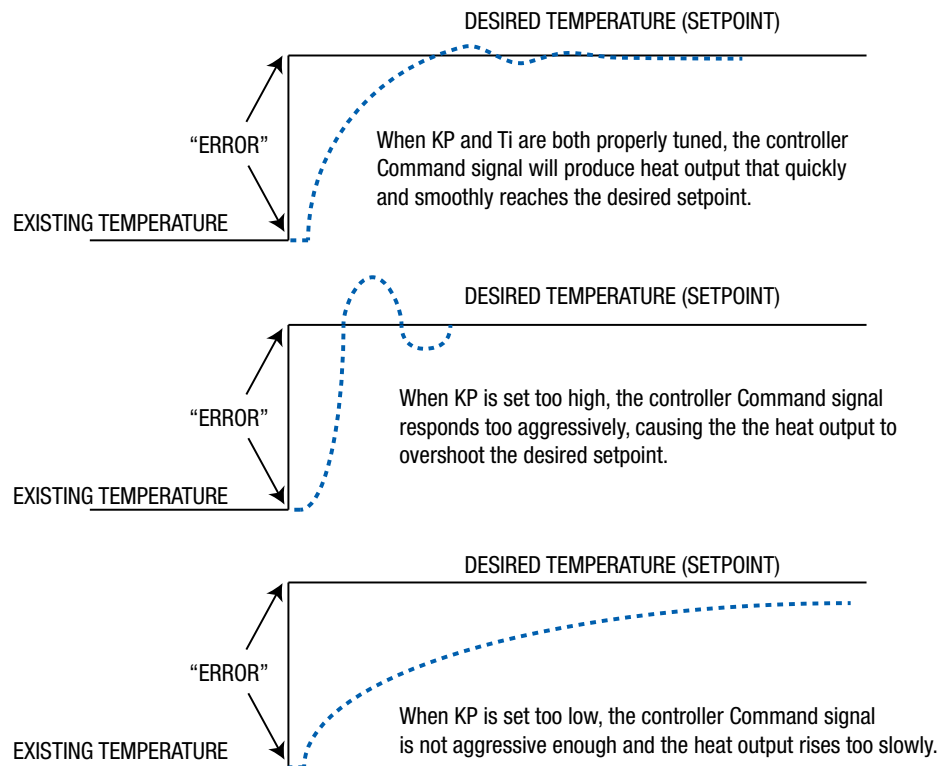 DESIRED TEMPERATURE (SETPOINT)
“ERROR”
When KP and Ti are both properly tuned, the controller
Command signal will produce heat output that quickly
and smoothly reaches the desired setpoint.
EXISTING TEMPERATURE
DESIRED TEMPERATURE (SETPOINT)
“ERROR”
When KP is set too high, the controller Command signal
responds too aggressively, causing the the heat output to
overshoot the desired setpoint.
EXISTING TEMPERATURE
DESIRED TEMPERATURE (SETPOINT)
“ERROR”
When KP is set too low, the controller Command signal
is not aggressive enough and the heat output rises too slowly.
EXISTING TEMPERATURE